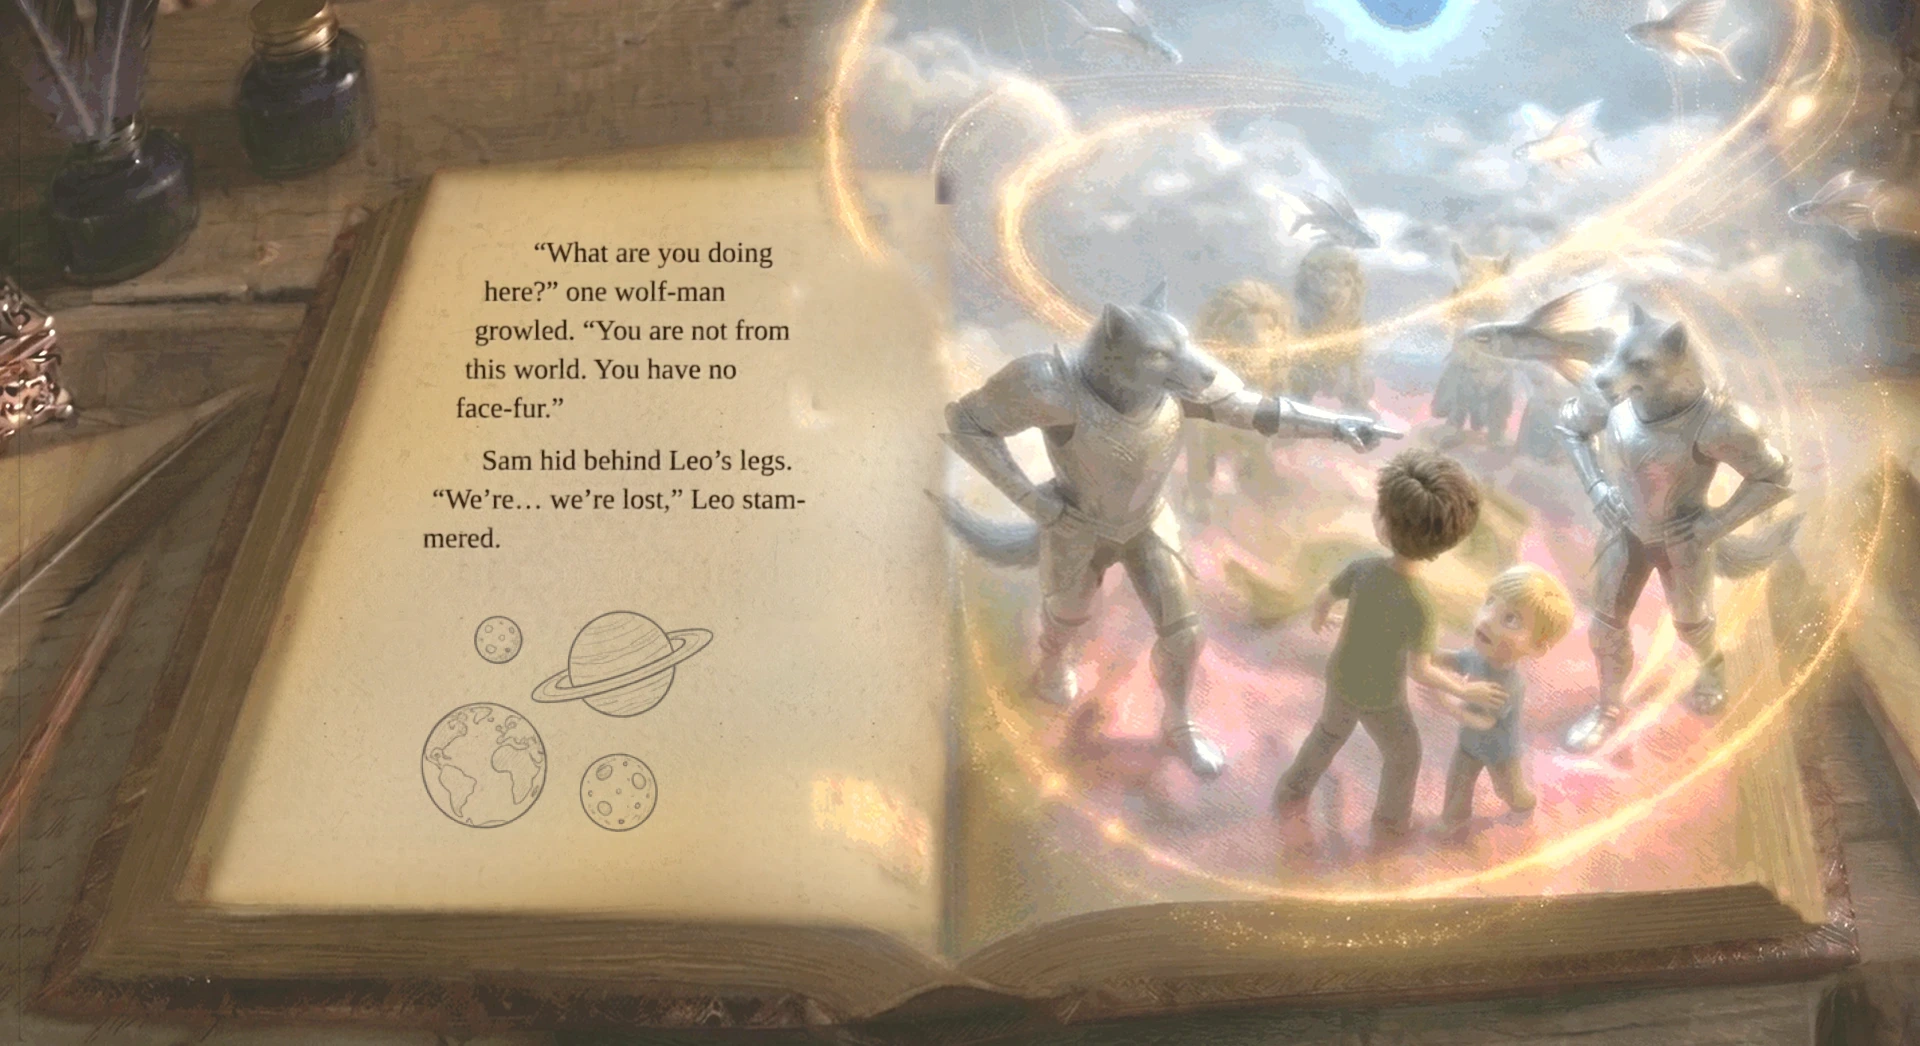 “What are you doing
here?” one wolf-man
growled. “You are not from
this world. You have no
face-fur.”
Sam hid behind Leo’s legs.
“We’re… we’re lost,” Leo stam-
mered.